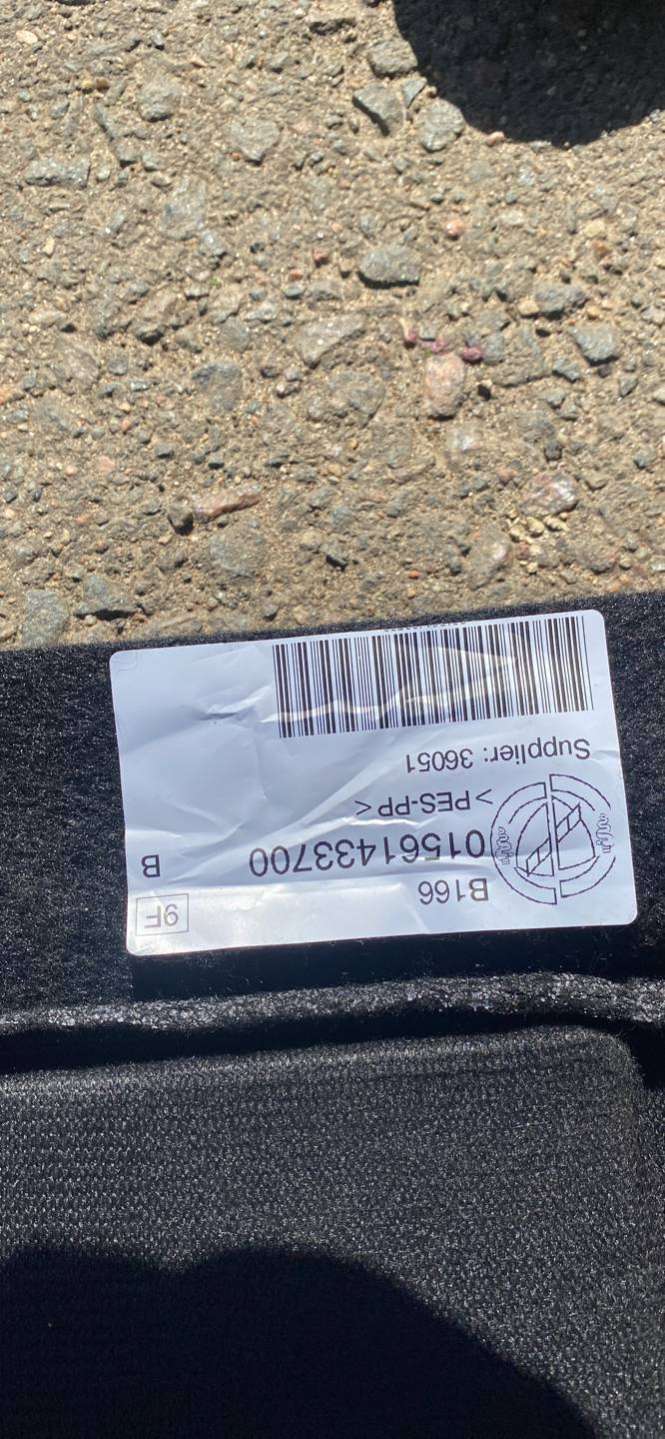 B166
9F
01561433700
B
>PES-PP<
Supplier: 36051